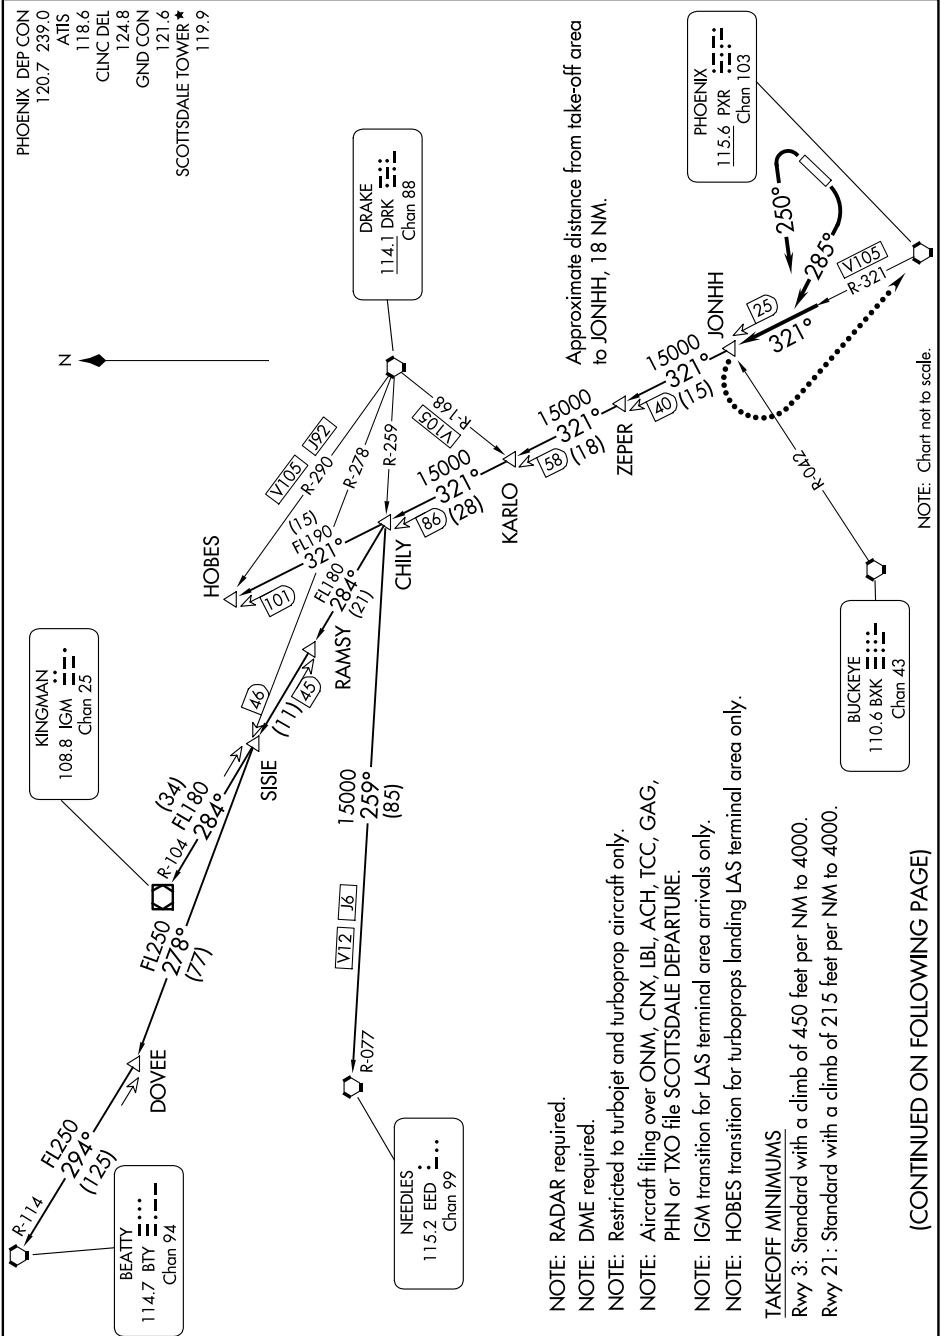 PHOENIX DEP CON
120.7 239.0
ATIS
118.6
CLNC DEL
124.8
GND CON
121.6
SCOTTSDALE TOWER ★
119.9
N
DRAKE
114.1 DRK
Chan 88
PHOENIX
115.6 PXR
Chan 103
Approximate distance from take-off area
to JONHH, 18 NM.
250°
285°
V105
R-321
321°
25
JONHH
15000
321°
(15)
40
ZEPER
15000
321°
(18)
58
KARLO
R-168
V105
15000
321°
(28)
86
CHILY
R-259
R-278
R-290
V105
J92
HOBES
(15)
FL190
321°
101
FL180
284°
(21)
RAMSY
45
(11)
46
SISIE
KINGMAN
108.8 IGM
Chan 25
(34)
FL180
284°
R-104
FL250
278°
(77)
DOVEE
FL250
294°
(125)
R-114
BEATTY
114.7 BTY
Chan 94
15000
259°
(85)
V12
J6
R-077
NEEDLES
115.2 EED
Chan 99
R-042
BUCKEYE
110.6 BXK
Chan 43
NOTE: Chart not to scale.
NOTE: RADAR required.
NOTE: DME required.
NOTE: Restricted to turbojet and turboprop aircraft only.
NOTE: Aircraft filing over ONM, CNX, LBL, ACH, TCC, GAG,
PHN or TXO file SCOTTSDALE DEPARTURE.
NOTE: IGM transition for LAS terminal area arrivals only.
NOTE: HOBES transition for turboprops landing LAS terminal area only.
TAKEOFF MINIMUMS
Rwy 3: Standard with a climb of 450 feet per NM to 4000.
Rwy 21: Standard with a climb of 215 feet per NM to 4000.
(CONTINUED ON FOLLOWING PAGE)